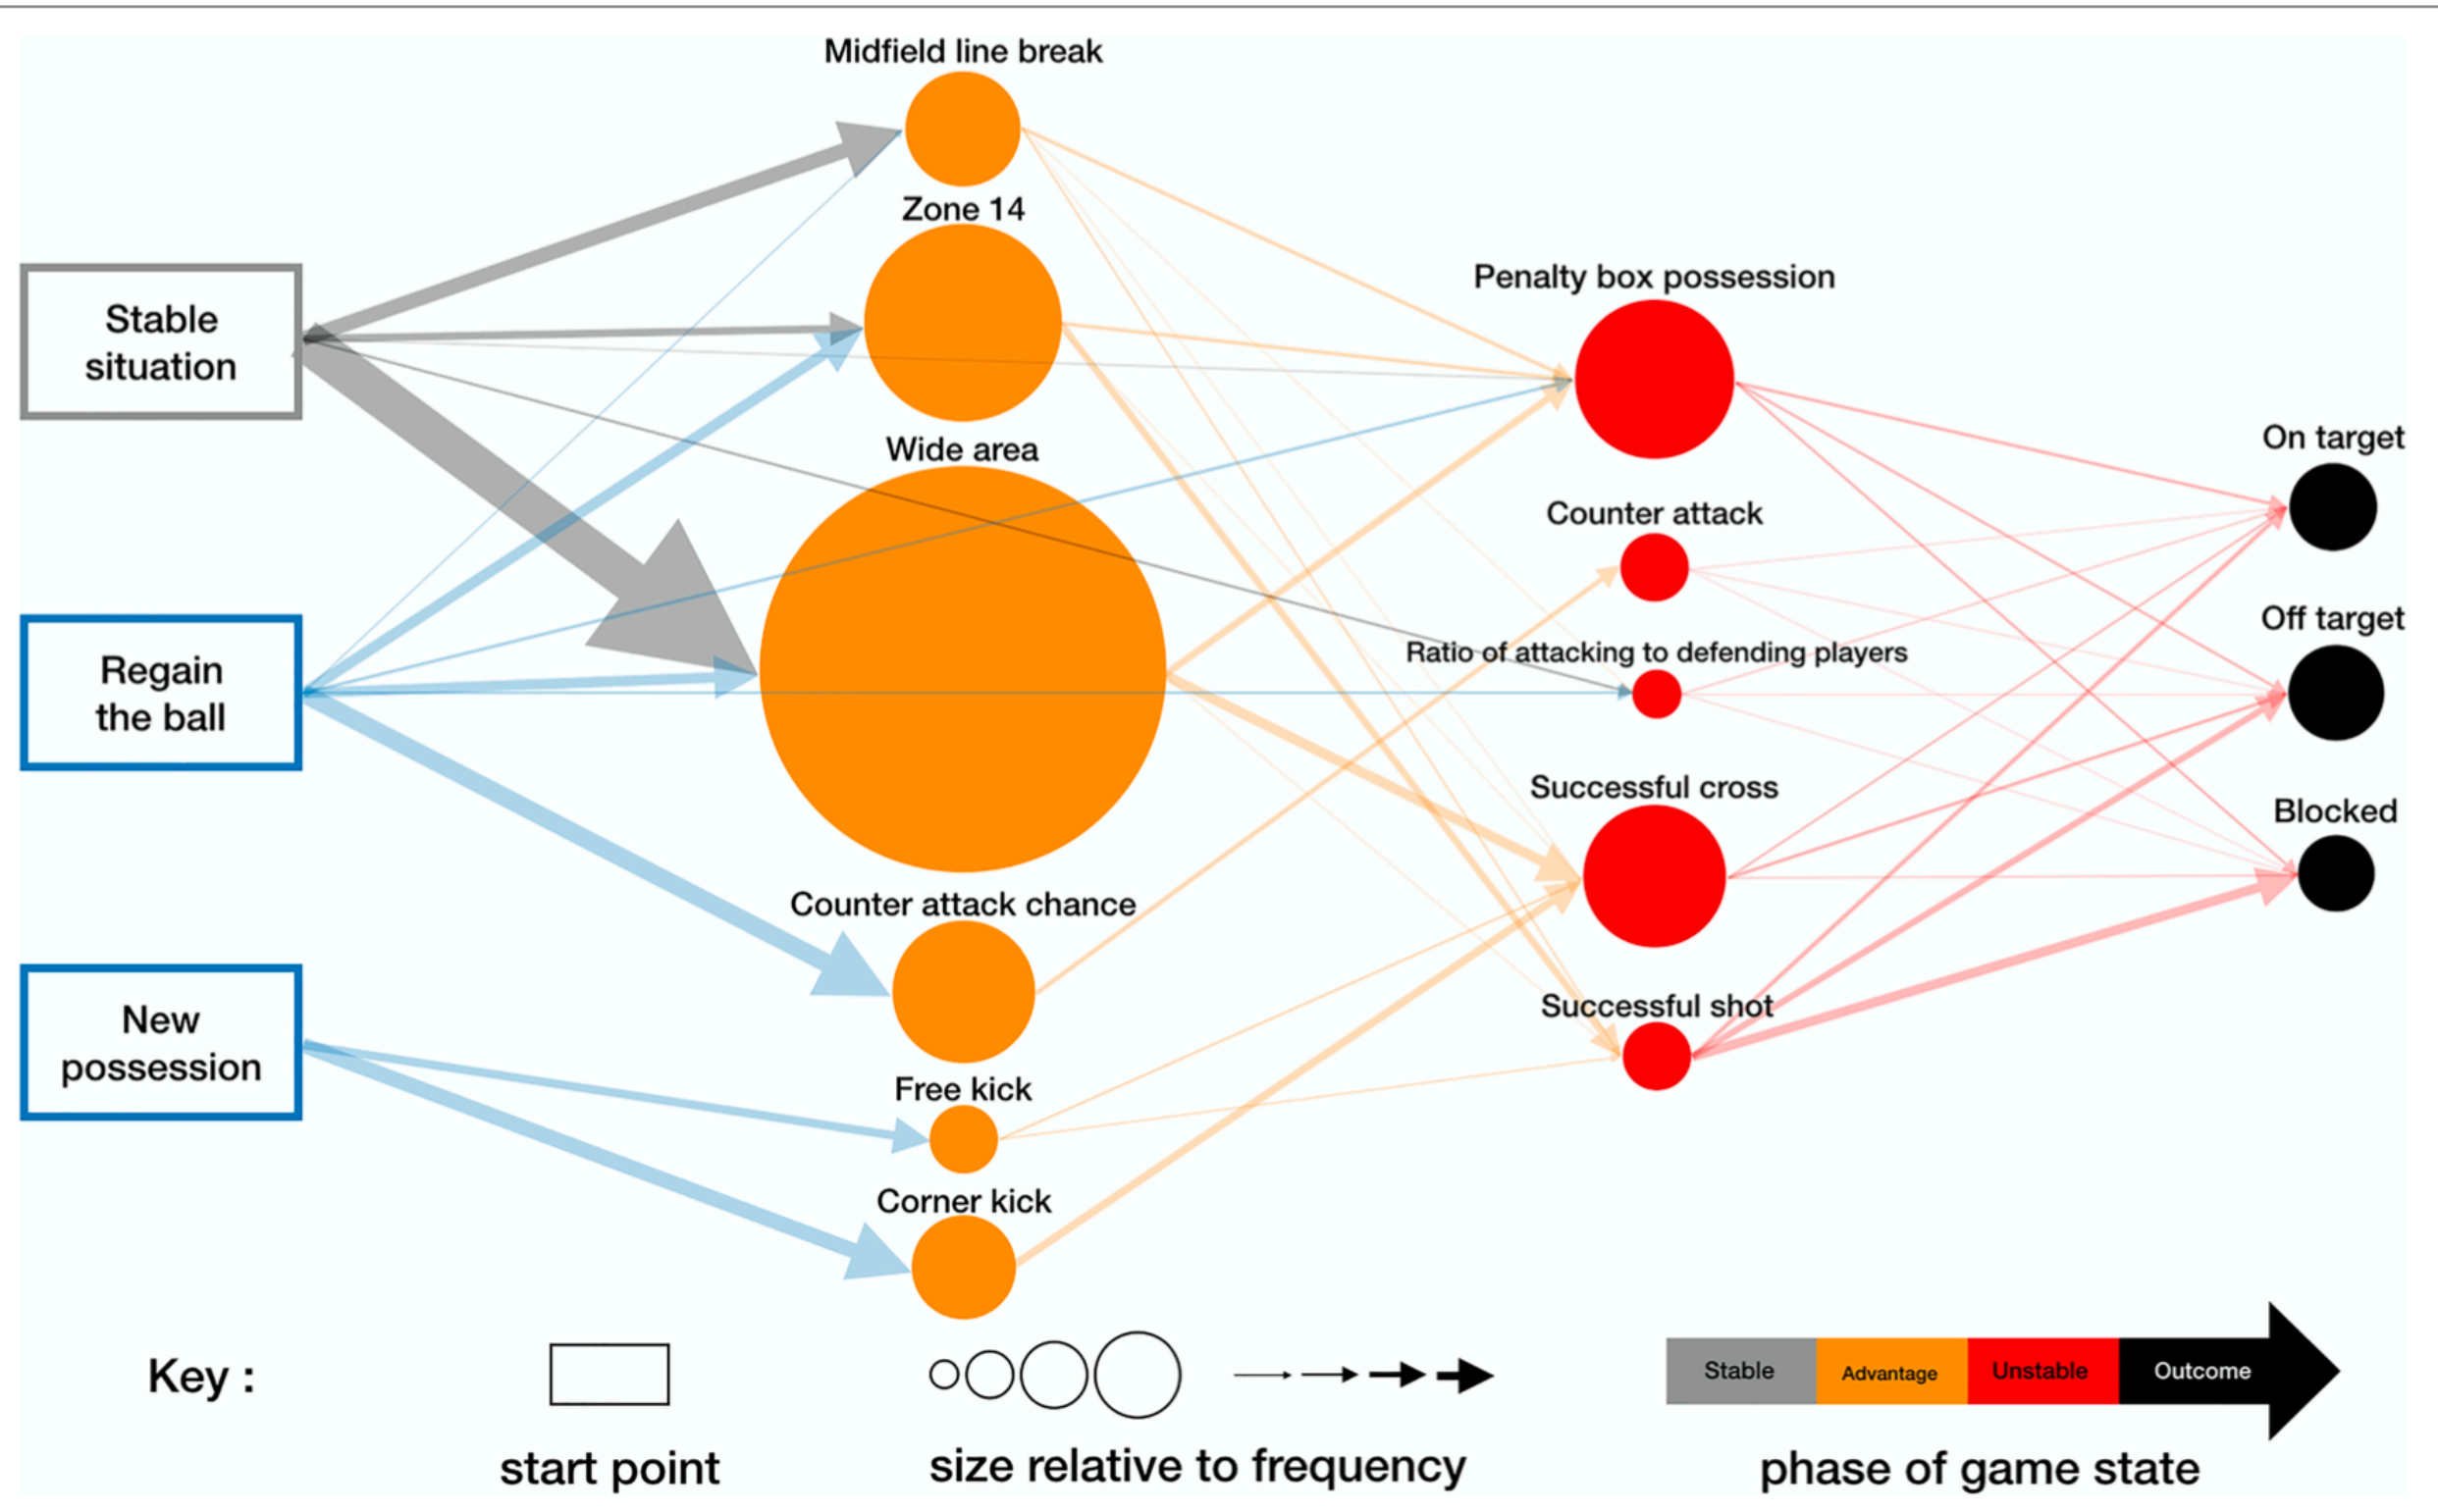 Midfield line break
Zone 14
Stable
situation
Penalty box possession
On target
Wide area
Counter attack
Off target
Ratio of attacking to defending players
Regain
the ball
Successful cross
Blocked
Counter attack chance
Successful shot
New
possession
Free kick
Corner kick
Key :
Stable
Advantage
Unstable
Outcome
start point
size relative to frequency
phase of game state